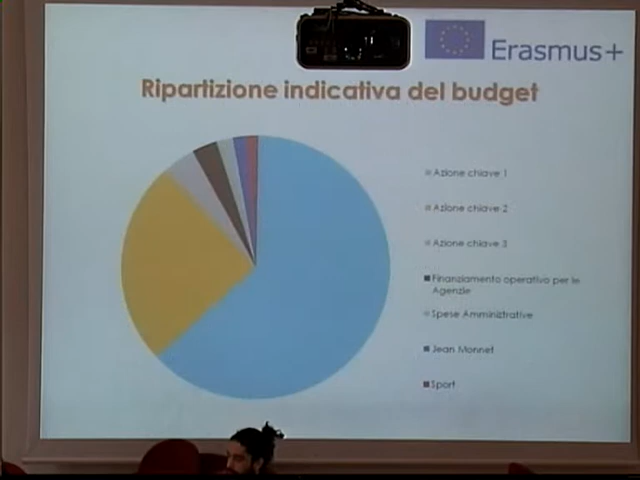 Erasmus+
Ripartizione indicativa del budget
Azione chiave 1
Azione chiave 2
Azione chiave 3
Finanziamento operativo per le
Agenzie
Spese Amministrative
Jean Monnet
Sport